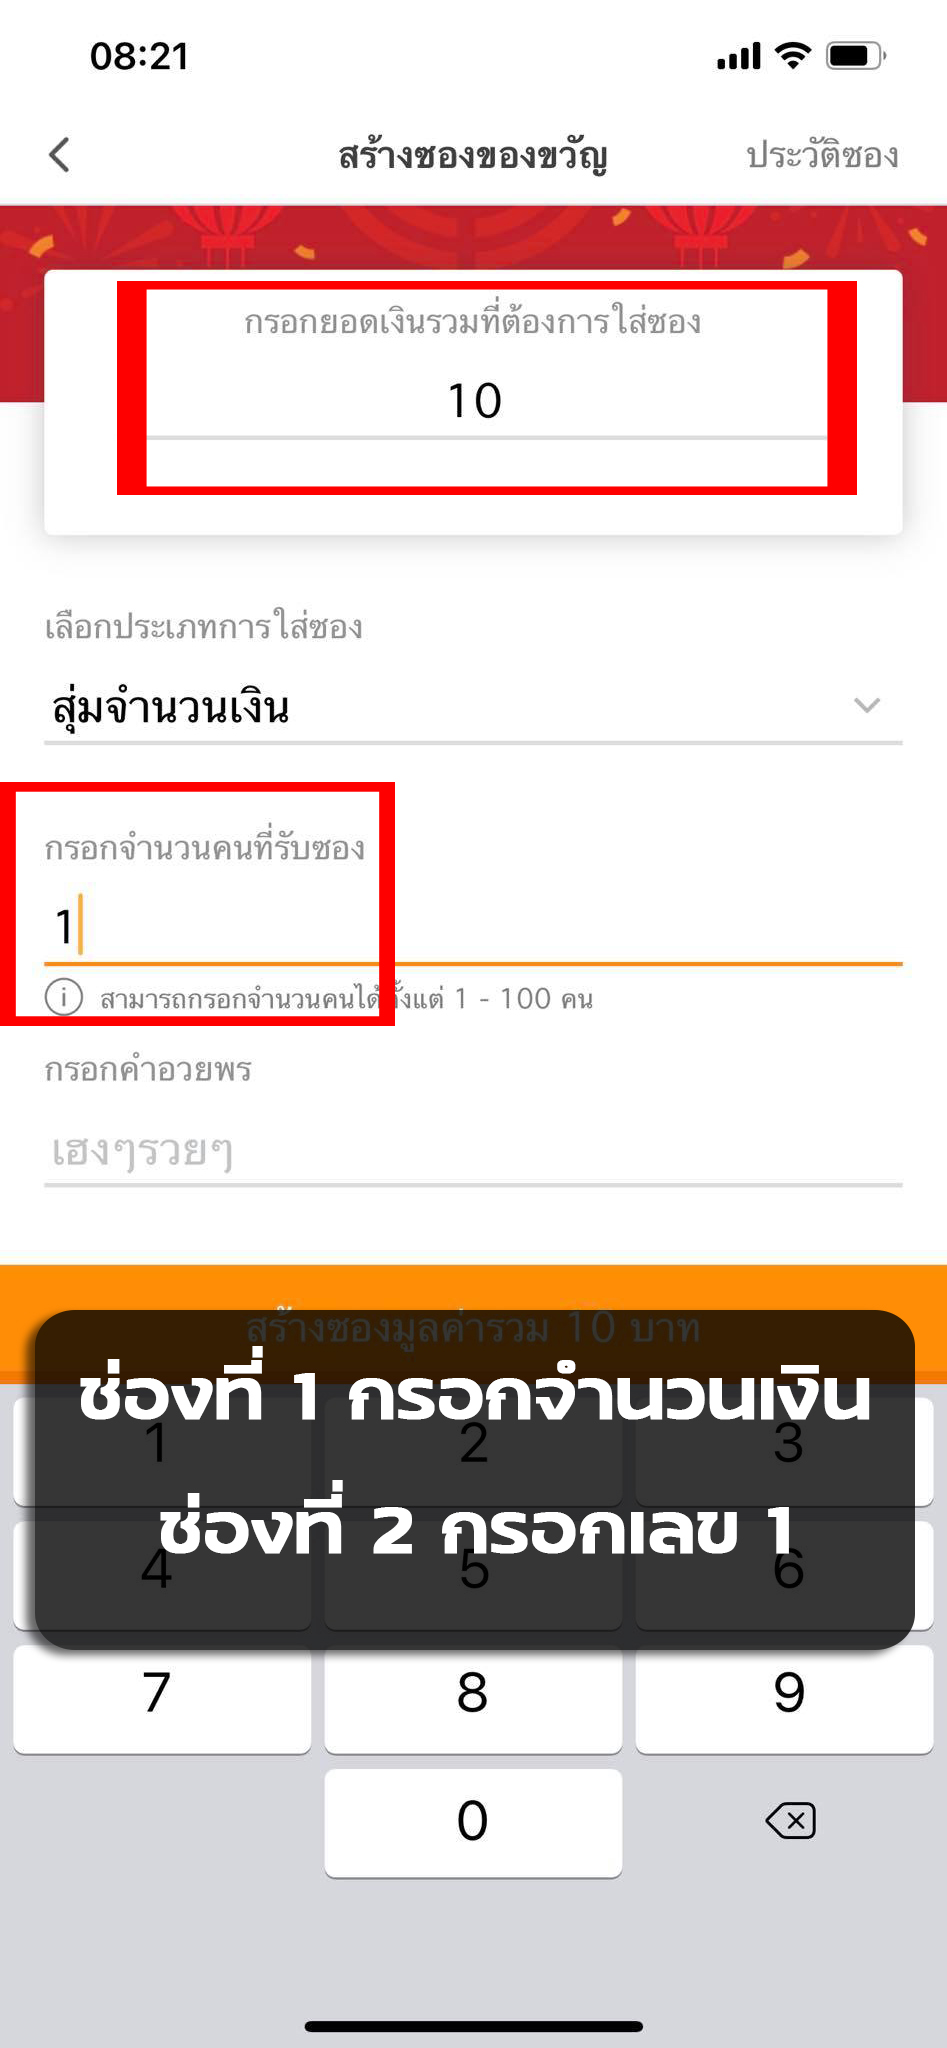 08:21
สร้างซองของขวัญ
ประวัติซอง
กรอกยอดเงินรวมที่ต้องการใส่ซอง
10
เลือกประเภทการใส่ซอง
สุ่มจำนวนเงิน
กรอกจำนวนคนที่รับซอง
1
สามารถกรอกจำนวนคนได้ตั้งแต่ 1 - 100 คน
กรอกคำอวยพร
เฮงๆรวยๆ
สร้างซองมูลค่ารวม 10 บาท
ช่องที่ 1 กรอกจำนวนเงิน
1 2 3
ช่องที่ 2 กรอกเลข 1
4 5 6
7 8 9
0